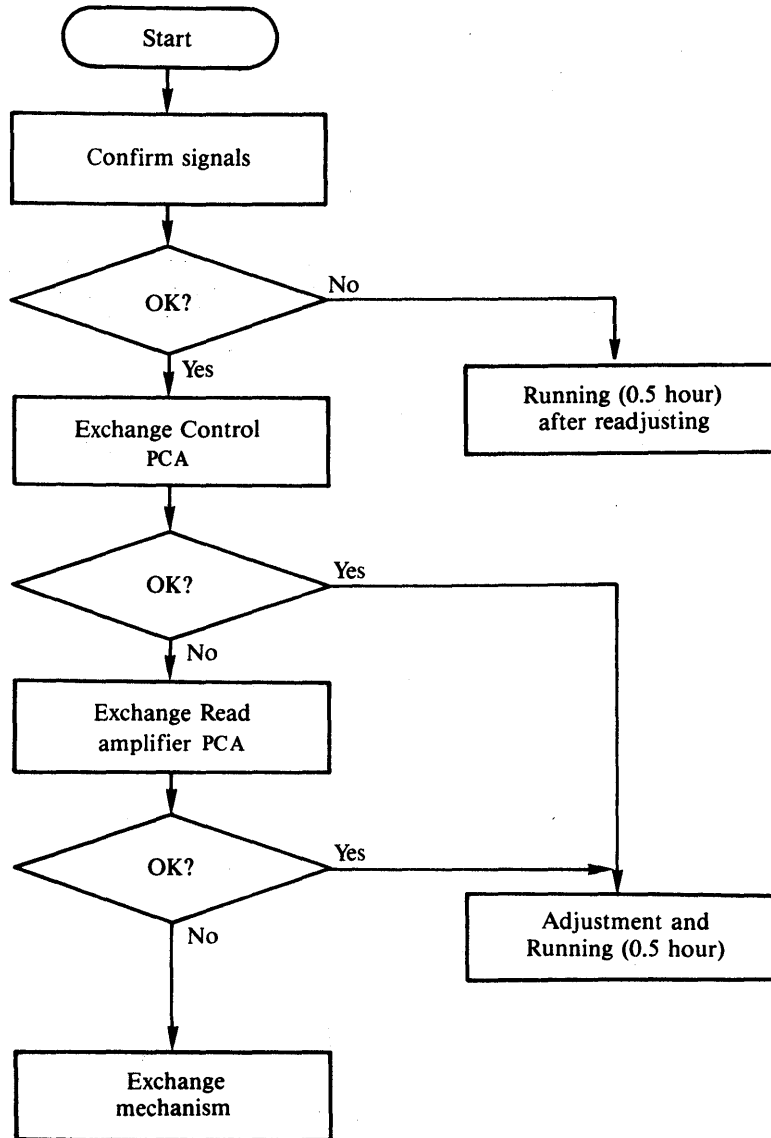 Start
Confirm signals
OK?
No
Yes
Running (0.5 hour)
after readjusting
Exchange Control
PCA
OK?
Yes
No
Exchange Read
amplifier PCA
OK?
Yes
No
Adjustment and
Running (0.5 hour)
Exchange
mechanism